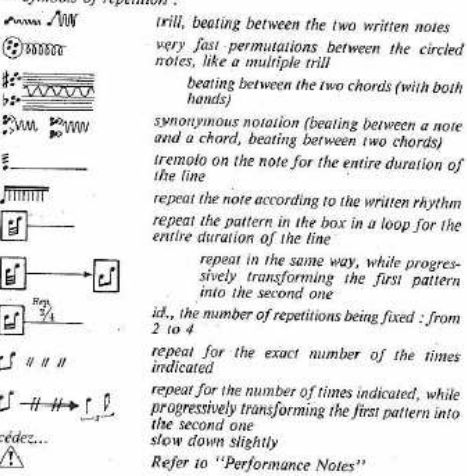 symbols of repetition :
trill, beating between the two written notes
very fast permutations between the circled
notes, like a multiple trill
beating between the two chords (with both
hands)
synonymous notation (beating between a note
and a chord, beating between two chords)
tremolo on the note for the entire duration of
the line
repeat the note according to the written rhythm
repeat the pattern in the box in a loop for the
entire duration of the line
repeat in the same way, while progres-
sively transforming the first pattern
into the second one
Rep.
2/4
id., the number of repetitions being fixed : from
2 to 4
repeat for the exact number of the times
indicated
repeat for the number of times indicated, while
progressively transforming the first pattern into
the second one
cédez...
slow down slightly
Refer to "Performance Notes"